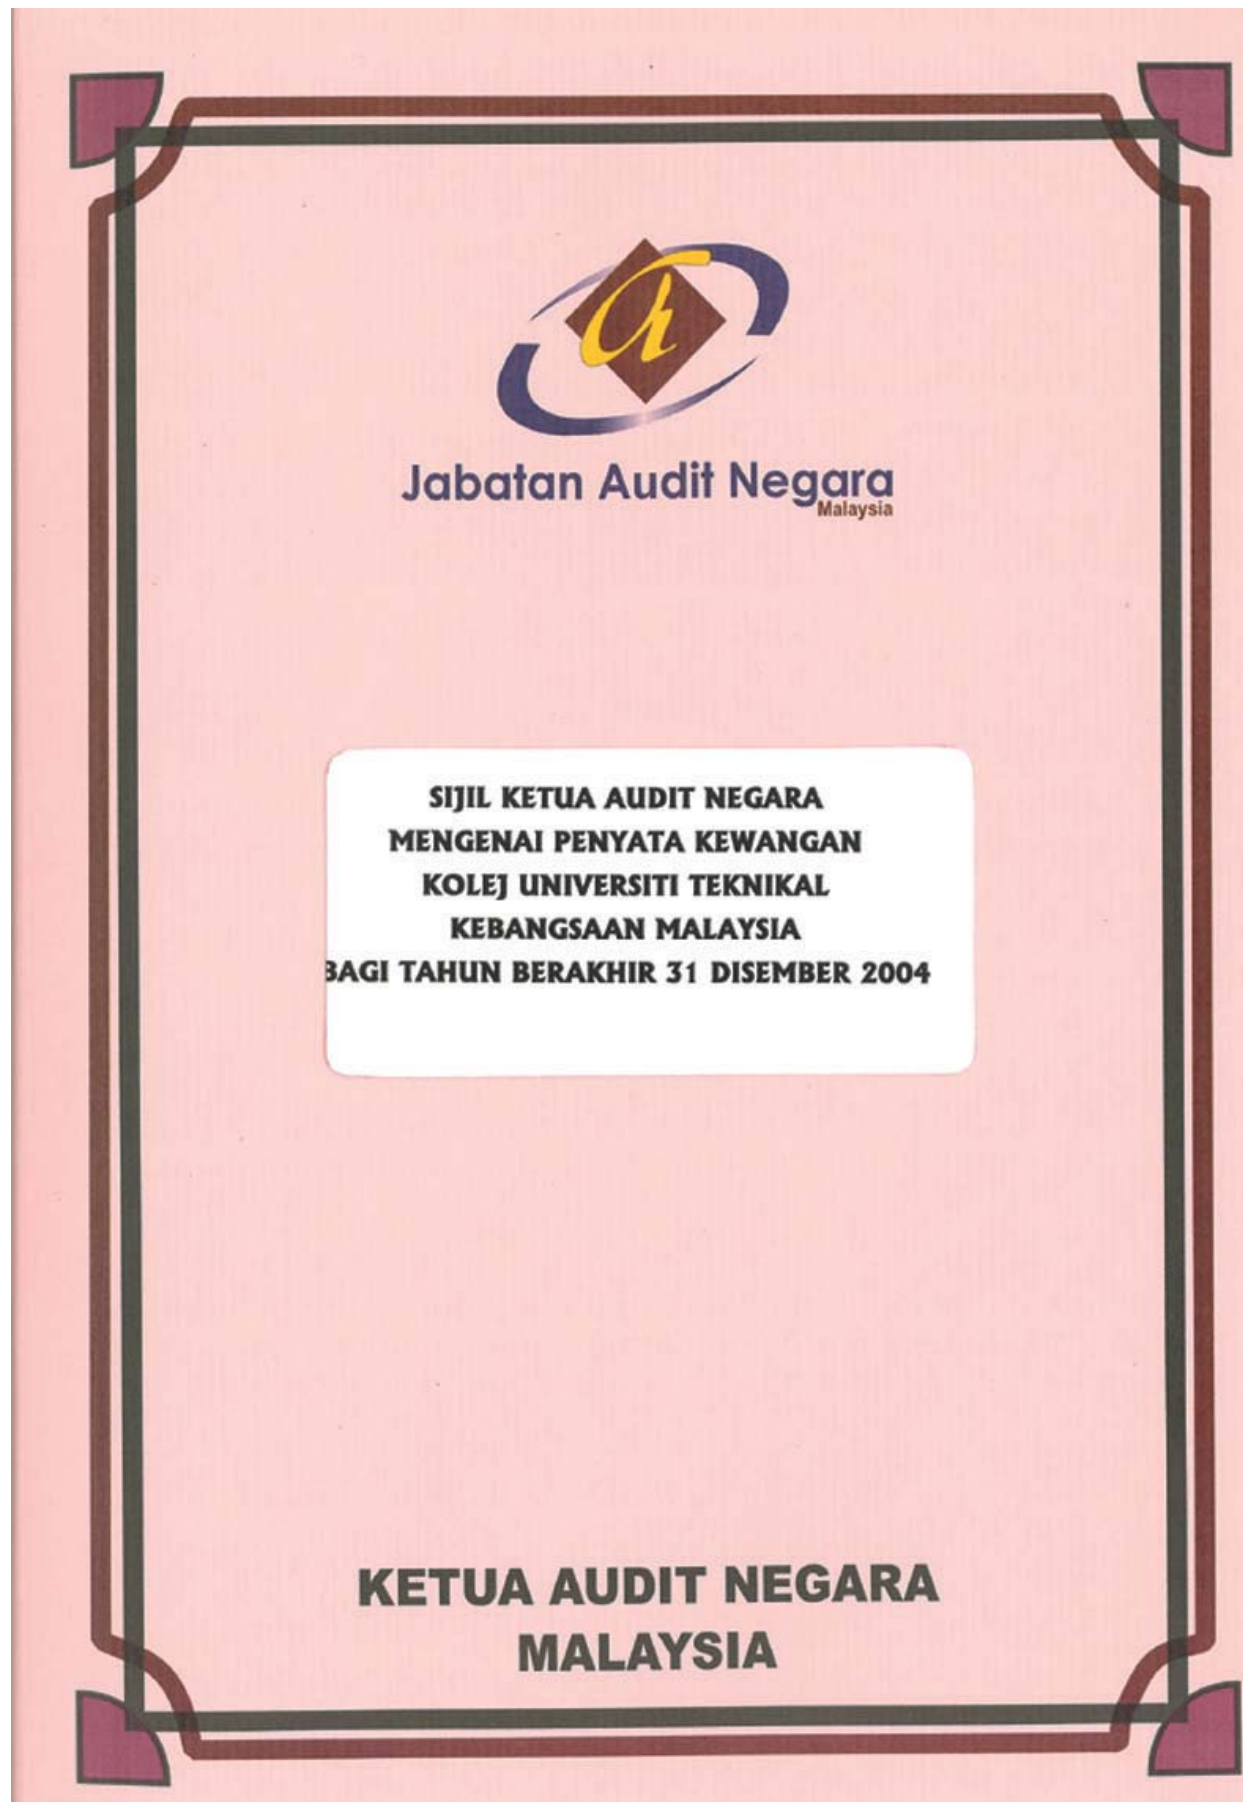 Jabatan Audit Negara
Malaysia
SIJIL KETUA AUDIT NEGARA
MENGENAI PENYATA KEWANGAN
KOLEJ UNIVERSITI TEKNIKAL
KEBANGSAAN MALAYSIA
BAGI TAHUN BERAKHIR 31 DISEMBER 2004
KETUA AUDIT NEGARA
MALAYSIA